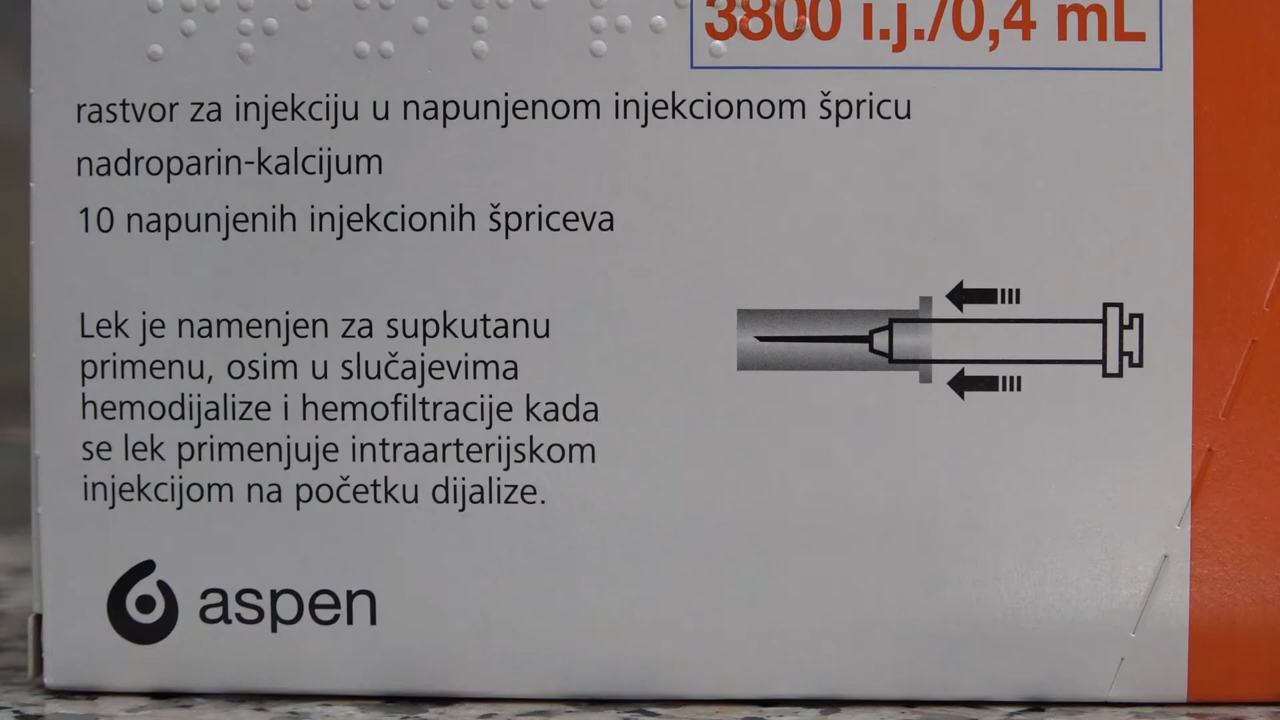 3800 i.j./0,4 mL
rastvor za injekciju u napunjenom injekcionom špricu
nadroparin-kalcijum
10 napunjenih injekcionih špriceva
Lek je namenjen za supkutanu
primenu, osim u slučajevima
hemodijalize i hemofiltracije kada
se lek primenjuje intraarterijskom
injekcijom na početku dijalize.
aspen